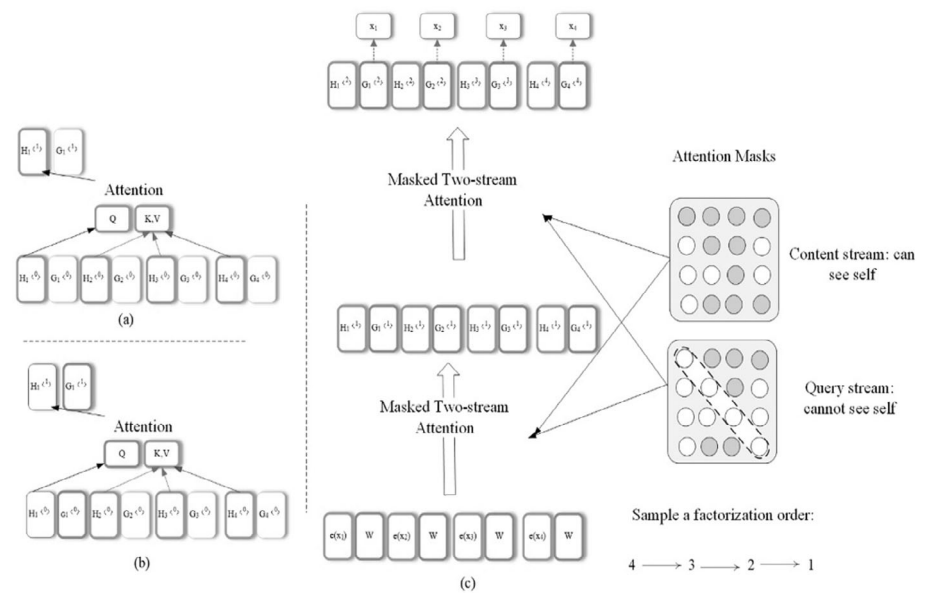 x₁ x₂ x₃ x₄
H₁⁽²⁾ G₁⁽²⁾ H₂⁽²⁾ G₂⁽²⁾ H₃ G₃ H₄⁽⁴⁾ G₄⁽⁴⁾
Masked Two-stream
Attention
H₁⁽¹⁾ G₁⁽¹⁾
Attention
Q K,V
H₁⁽⁰⁾ G₁⁽⁰⁾ H₂⁽⁰⁾ G₂⁽⁰⁾ H₃⁽⁰⁾ G₃⁽⁰⁾ H₄⁽⁰⁾ G₄⁽⁰⁾
(a)
H₁⁽¹⁾ G₁⁽¹⁾
Attention
Q K,V
H₁⁽⁰⁾ G₁⁽⁰⁾ H₂⁽⁰⁾ G₂⁽⁰⁾ H₃⁽⁰⁾ G₃⁽⁰⁾ H₄⁽⁰⁾ G₄⁽⁰⁾
(b)
H₁⁽¹⁾ G₁⁽¹⁾ H₂⁽¹⁾ G₂⁽¹⁾ H₃⁽¹⁾ G₃⁽¹⁾ H₄⁽¹⁾ G₄⁽¹⁾
Masked Two-stream
Attention
e(x₁) W e(x₂) W e(x₃) W e(x₄) W
(c)
Attention Masks
Content stream: can
see self
Query stream:
cannot see self
Sample a factorization order:
4 → 3 → 2 → 1